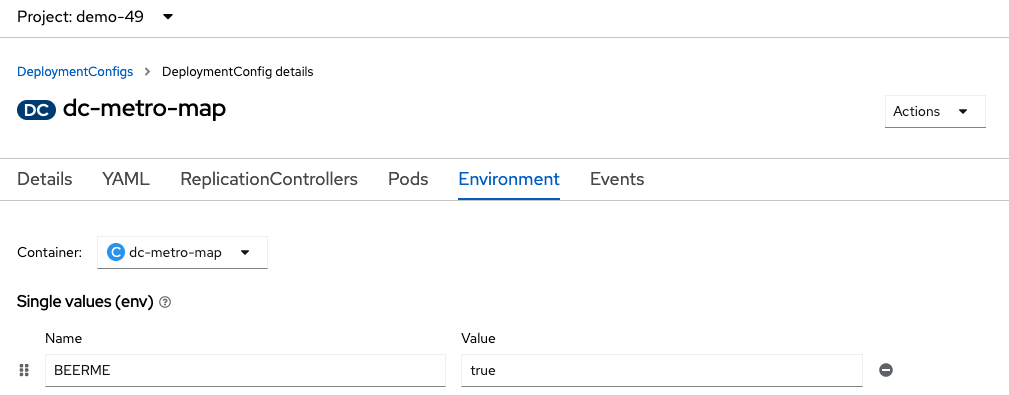 Project: demo-49
DeploymentConfigs > DeploymentConfig details
DC dc-metro-map
Actions
Details YAML ReplicationControllers Pods Environment Events
Container: C dc-metro-map
Single values (env) ?
Name Value
BEERME true